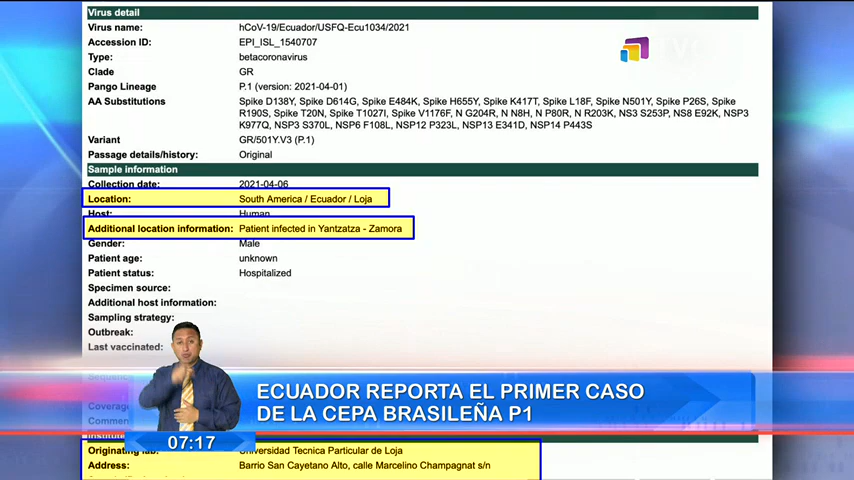 Virus detail
Virus name: hCoV-19/Ecuador/USFQ-Ecu1034/2021
Accession ID: EPI_ISL_1540707
Type: betacoronavirus
Clade GR
Pango Lineage P.1 (version: 2021-04-01)
AA Substitutions Spike D138Y, Spike D614G, Spike E484K, Spike H655Y, Spike K417T, Spike L18F, Spike N501Y, Spike P26S, Spike
R190S, Spike T20N, Spike T1027I, Spike V1176F, N G204R, N N8H, N P80R, N R203K, NS3 S253P, NS8 E92K, NSP3
K977Q, NSP3 S370L, NSP6 F108L, NSP12 P323L, NSP13 E341D, NSP14 P443S
Variant GR/501Y.V3 (P.1)
Passage details/history: Original
Sample information
Collection date: 2021-04-06
Location: South America / Ecuador / Loja
Host: Human
Additional location information: Patient infected in Yantzatza - Zamora
Gender: Male
Patient age: unknown
Patient status: Hospitalized
Specimen source:
Additional host information:
Sampling strategy:
Outbreak:
Last vaccinated:
ECUADOR REPORTA EL PRIMER CASO
DE LA CEPA BRASILEÑA P1
07:17
Originating lab: Universidad Tecnica Particular de Loja
Address: Barrio San Cayetano Alto, calle Marcelino Champagnat s/n